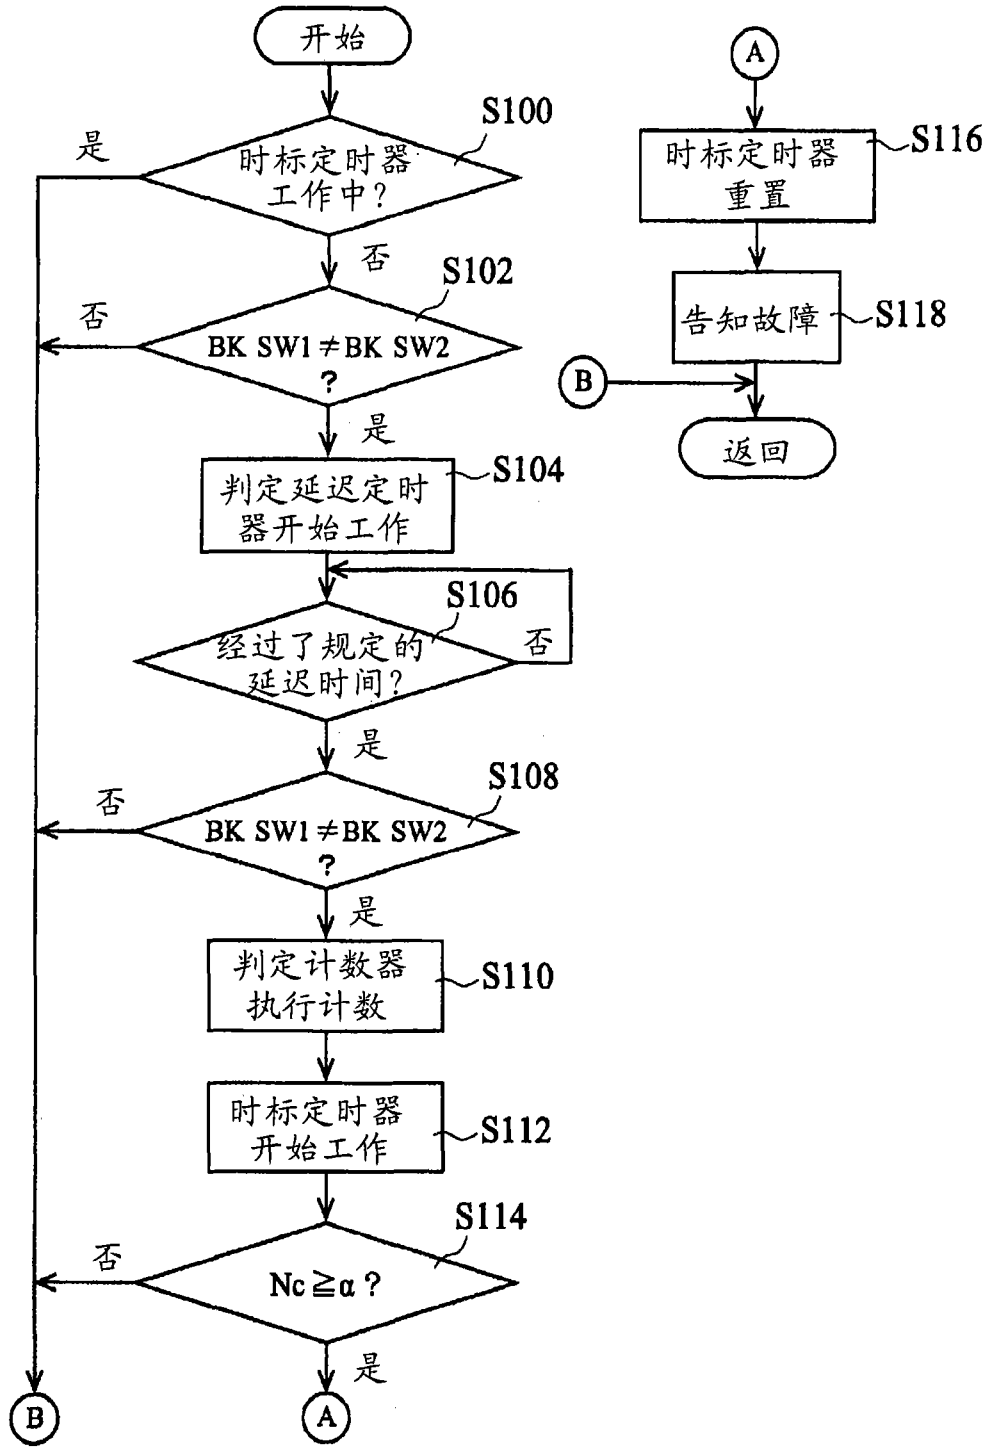 开始
S100
是
时标定时器
工作中?
否
S102
否
BK SW1≠BK SW2
?
是
S104
判定延迟定时
器开始工作
S106
经过了规定的
延迟时间?
否
是
S108
否
BK SW1≠BK SW2
?
是
判定计数器
执行计数
S110
时标定时器
开始工作
S112
S114
否
Nc≧α?
是
B
A
A
时标定时器
重置
S116
告知故障
S118
B
返回